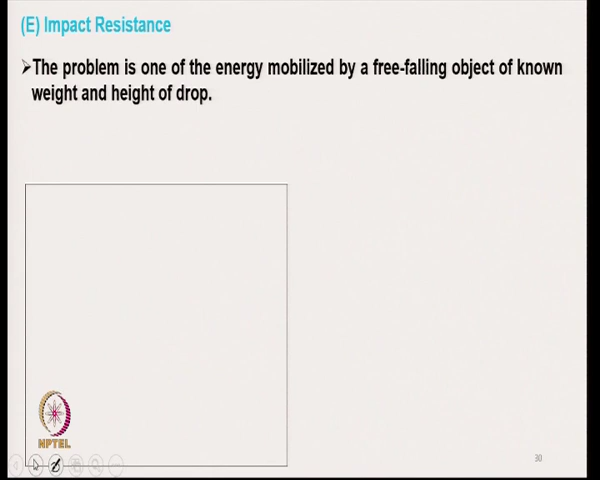 (E) Impact Resistance
➢The problem is one of the energy mobilized by a free-falling object of known
weight and height of drop.
NPTEL
30